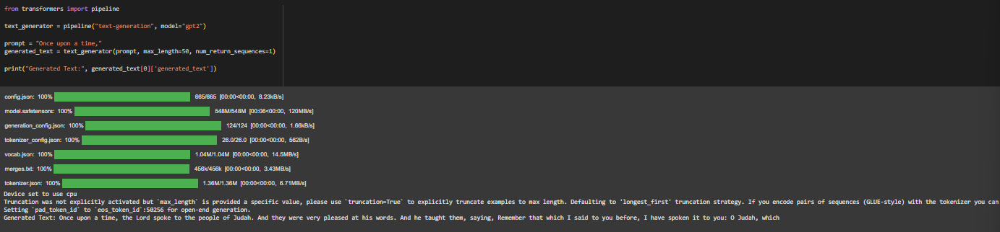 from transformers import pipeline
text_generator = pipeline("text-generation", model="gpt2")
prompt = "Once upon a time,"
generated_text = text_generator(prompt, max_length=50, num_return_sequences=1)
print("Generated Text:", generated_text[0]['generated_text'])
config.json: 100% 665/665 [00:00<00:00, 8.23kB/s]
model.safetensors: 100% 548M/548M [00:06<00:00, 120MB/s]
generation_config.json: 100% 124/124 [00:00<00:00, 1.66kB/s]
tokenizer_config.json: 100% 26.0/26.0 [00:00<00:00, 562B/s]
vocab.json: 100% 1.04M/1.04M [00:00<00:00, 14.5MB/s]
merges.txt: 100% 456k/456k [00:00<00:00, 3.43MB/s]
tokenizer.json: 100% 1.36M/1.36M [00:00<00:00, 6.71MB/s]
Device set to use cpu
Truncation was not explicitly activated but `max_length` is provided a specific value, please use `truncation=True` to explicitly truncate examples to max length. Defaulting to 'longest_first' truncation strategy. If you encode pairs of sequences (GLUE-style) with the tokenizer you can
Setting `pad_token_id` to `eos_token_id`:50256 for open-end generation.
Generated Text: Once upon a time, the Lord spoke to the people of Judah. And they were very pleased at his words. And he taught them, saying, Remember that which I said to you before, I have spoken it to you: O Judah, which